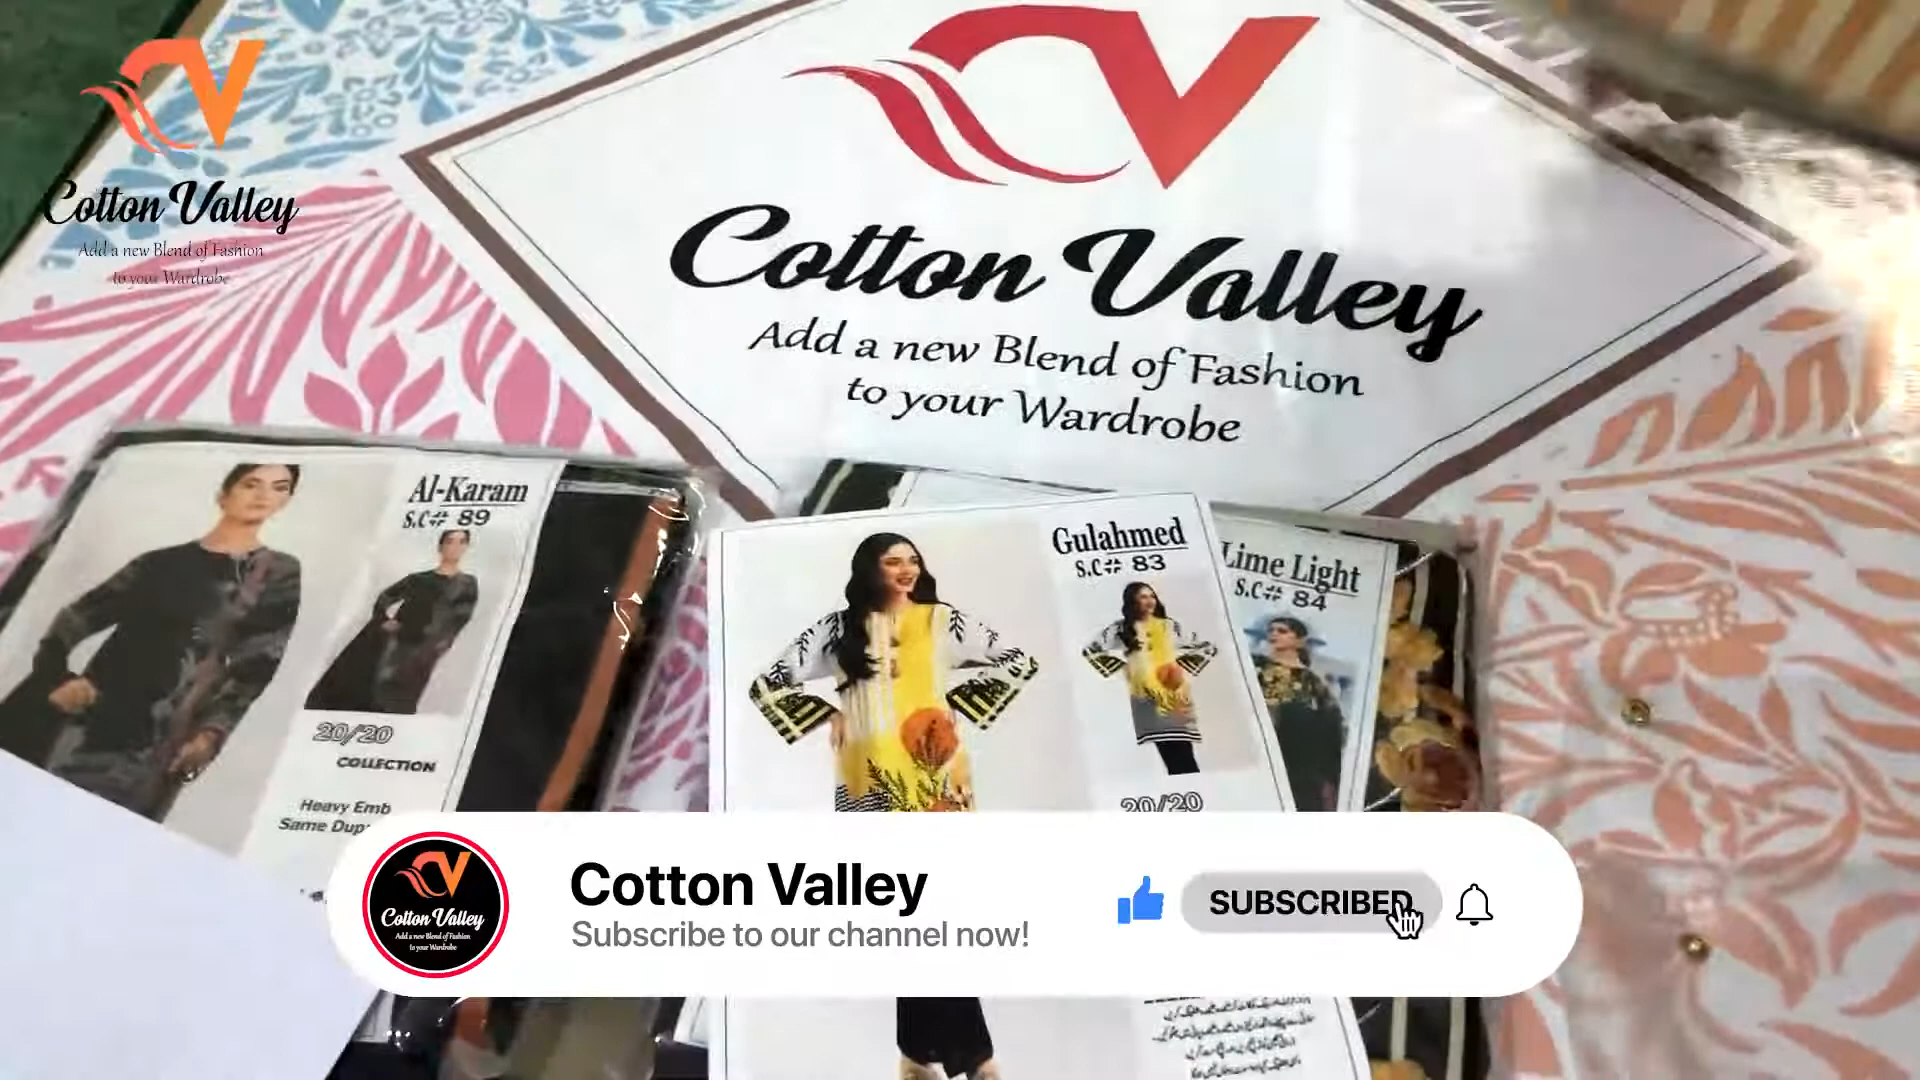 Cotton Valley
Add a new Blend of Fashion
to your Wardrobe
Cotton Valley
Add a new Blend of Fashion
to your Wardrobe
Al-Karam
S.C# 89
20/20
COLLECTION
Heavy Emb
Same
Gulahmed
S.C# 83
20/20
Lime Light
S.C# 84
Cotton Valley
Add a new Blend of Fashion
to your Wardrobe
Cotton Valley
Subscribe to our channel now!
SUBSCRIBED